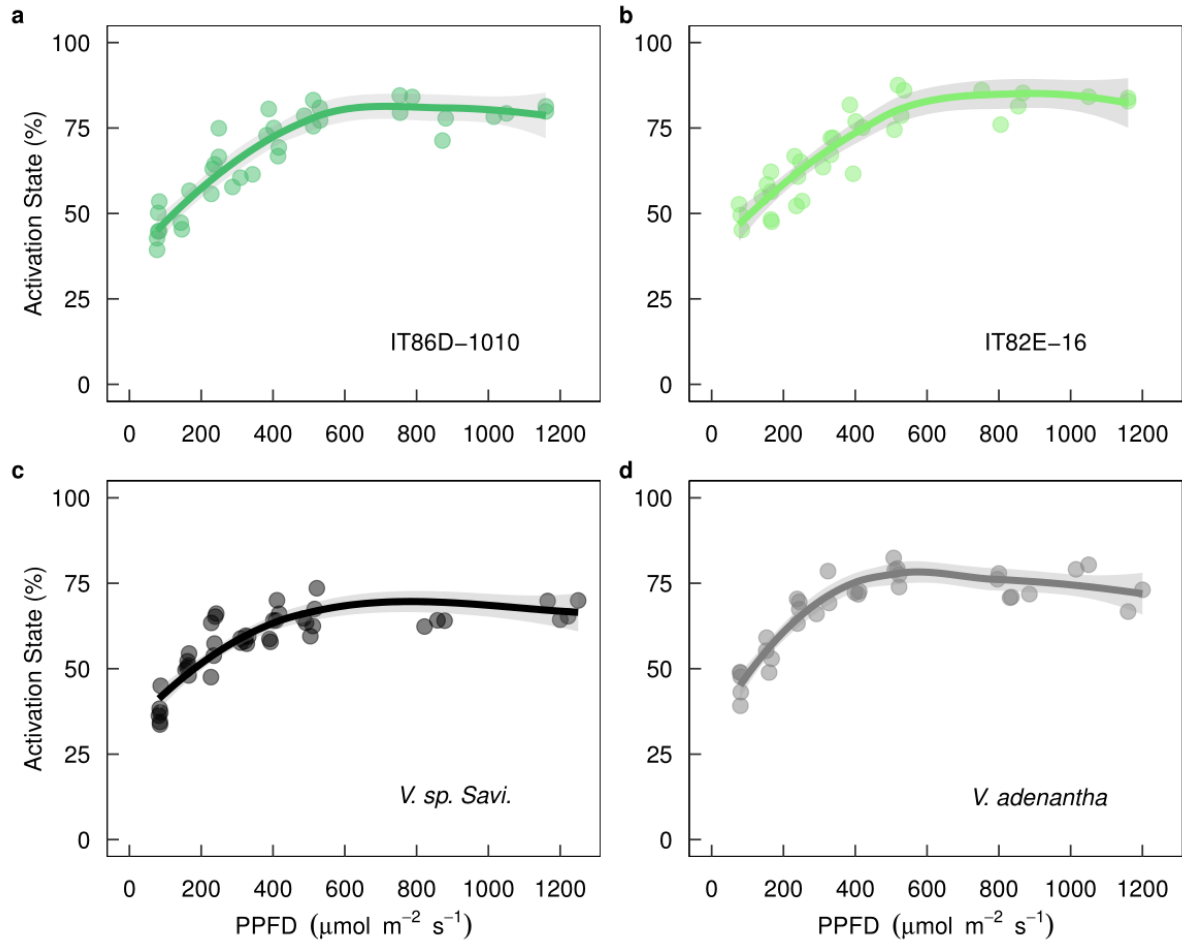 a
100
75
50
25
0
Activation State (%)
IT86D−1010
0 200 400 600 800 1000 1200
b
100
75
50
25
0
IT82E−16
0 200 400 600 800 1000 1200
c
100
75
50
25
0
Activation State (%)
V. sp. Savi.
0 200 400 600 800 1000 1200
PPFD (μmol m⁻² s⁻¹)
d
100
75
50
25
0
V. adenantha
0 200 400 600 800 1000 1200
PPFD (μmol m⁻² s⁻¹)